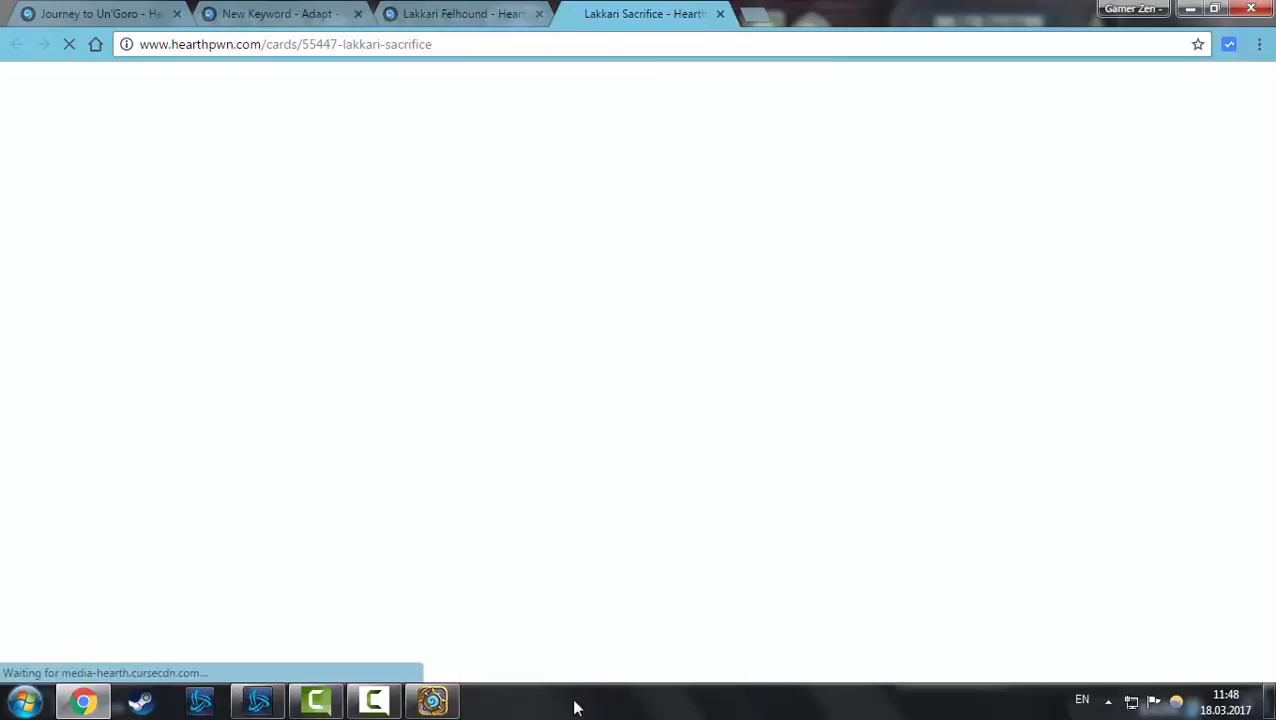 Journey to Un'Goro - He
New Keyword - Adapt -
Lakkari Felhound - Hear
Lakkari Sacrifice - Hearth
Gamer Zen -
www.hearthpwn.com/cards/55447-lakkari-sacrifice
Waiting for media-hearth.cursecdn.com...
EN
11:48
18.03.2017